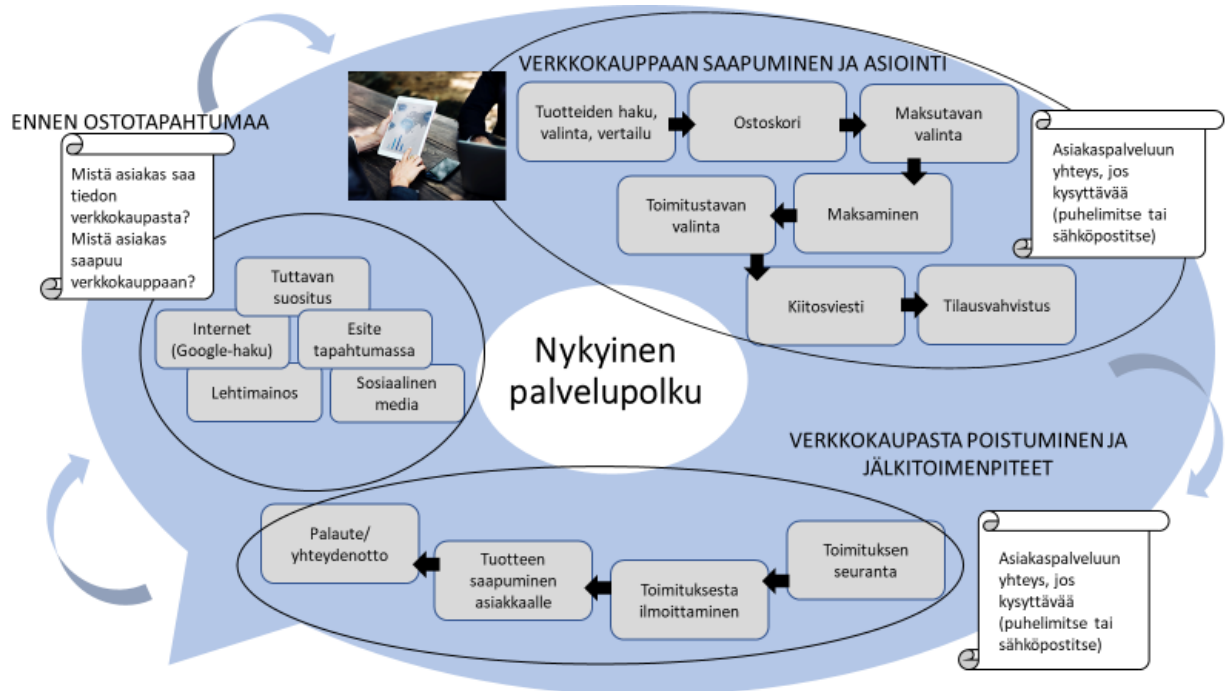 ENNEN OSTOTAPAHTUMAA
Mistä asiakas saa
tiedon
verkkokaupasta?
Mistä asiakas
saapuu
verkkokauppaan?
Tuttavan
suositus
Internet
(Google-haku)
Esite
tapahtumassa
Lehtimainos
Sosiaalinen
media
VERKKOKAUPPAAN SAAPUMINEN JA ASIOINTI
Tuotteiden haku,
valinta, vertailu
Ostoskori
Maksutavan
valinta
Maksaminen
Toimitustavan
valinta
Kiitosviesti
Tilausvahvistus
Asiakaspalveluun
yhteys, jos
kysyttävää
(puhelimitse tai
sähköpostitse)
Nykyinen
palvelupolku
VERKKOKAUPASTA POISTUMINEN JA
JÄLKITOIMENPITEET
Toimituksen
seuranta
Toimituksesta
ilmoittaminen
Tuotteen
saapuminen
asiakkaalle
Palaute/
yhteydenotto
Asiakaspalveluun
yhteys, jos
kysyttävää
(puhelimitse tai
sähköpostitse)